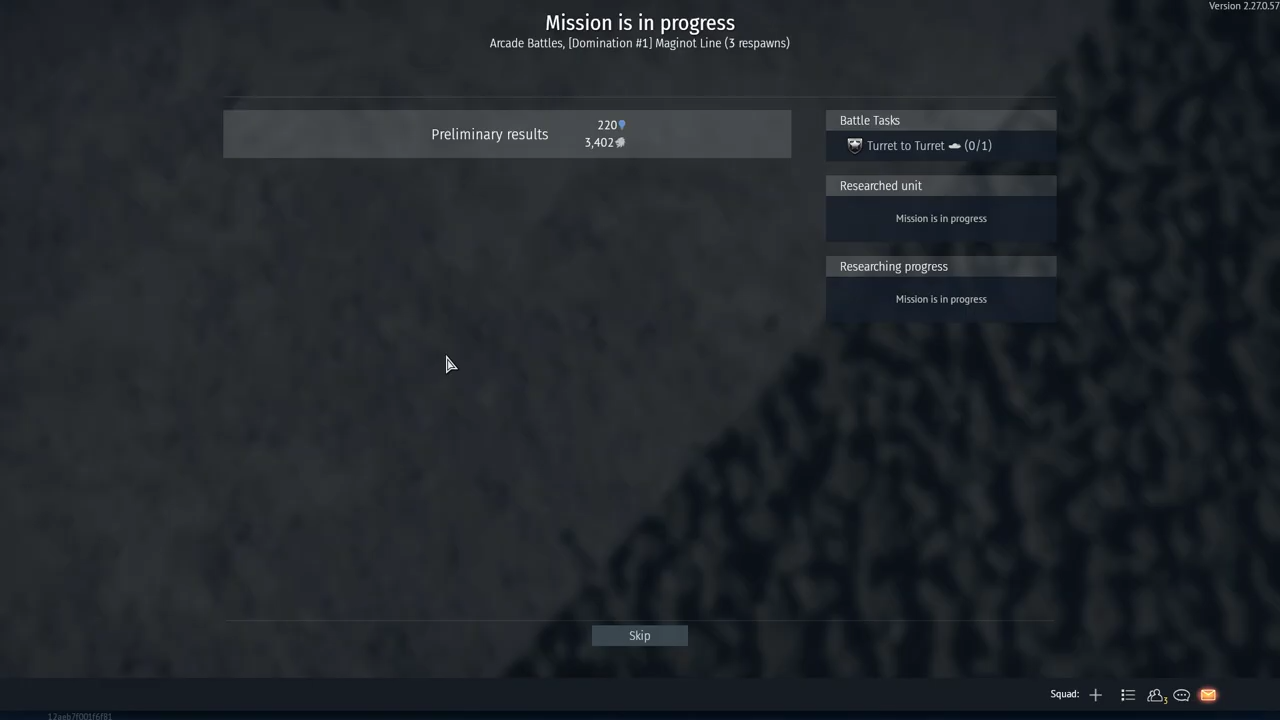 Version 2.27.0.57
Mission is in progress
Arcade Battles, [Domination #1] Maginot Line (3 respawns)
Preliminary results
220
3,402
Battle Tasks
Turret to Turret (0/1)
Researched unit
Mission is in progress
Researching progress
Mission is in progress
Skip
Squad:
3
12aeb7f001f6f81